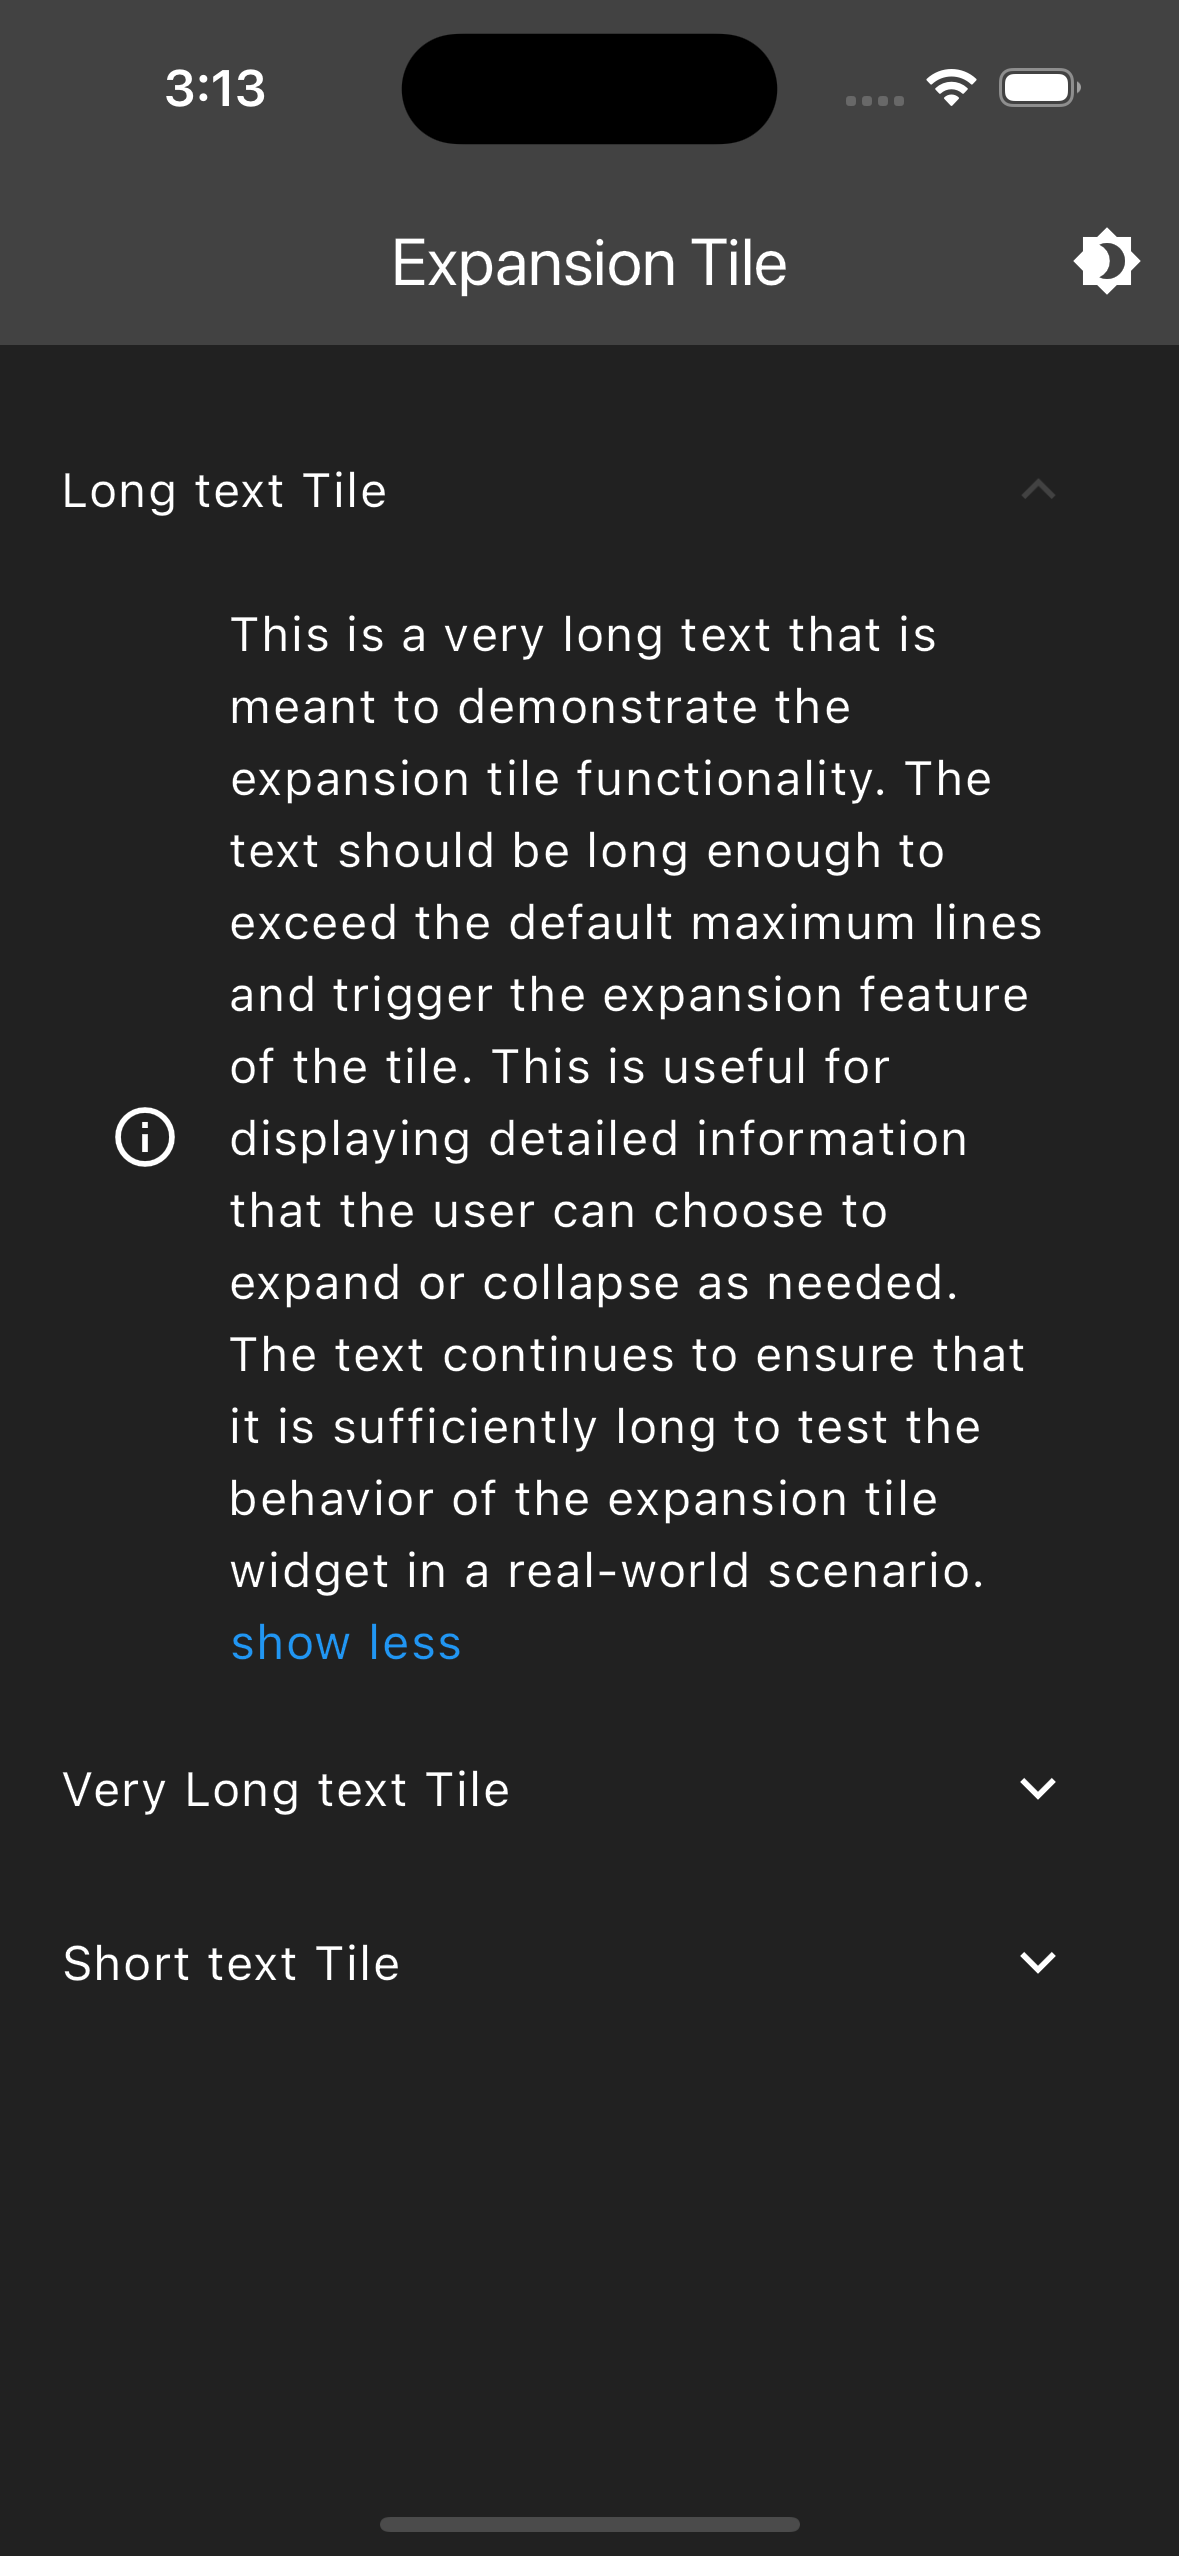 3:13
Expansion Tile
Long text Tile
This is a very long text that is
meant to demonstrate the
expansion tile functionality. The
text should be long enough to
exceed the default maximum lines
and trigger the expansion feature
of the tile. This is useful for
displaying detailed information
that the user can choose to
expand or collapse as needed.
The text continues to ensure that
it is sufficiently long to test the
behavior of the expansion tile
widget in a real-world scenario.
show less
Very Long text Tile
Short text Tile